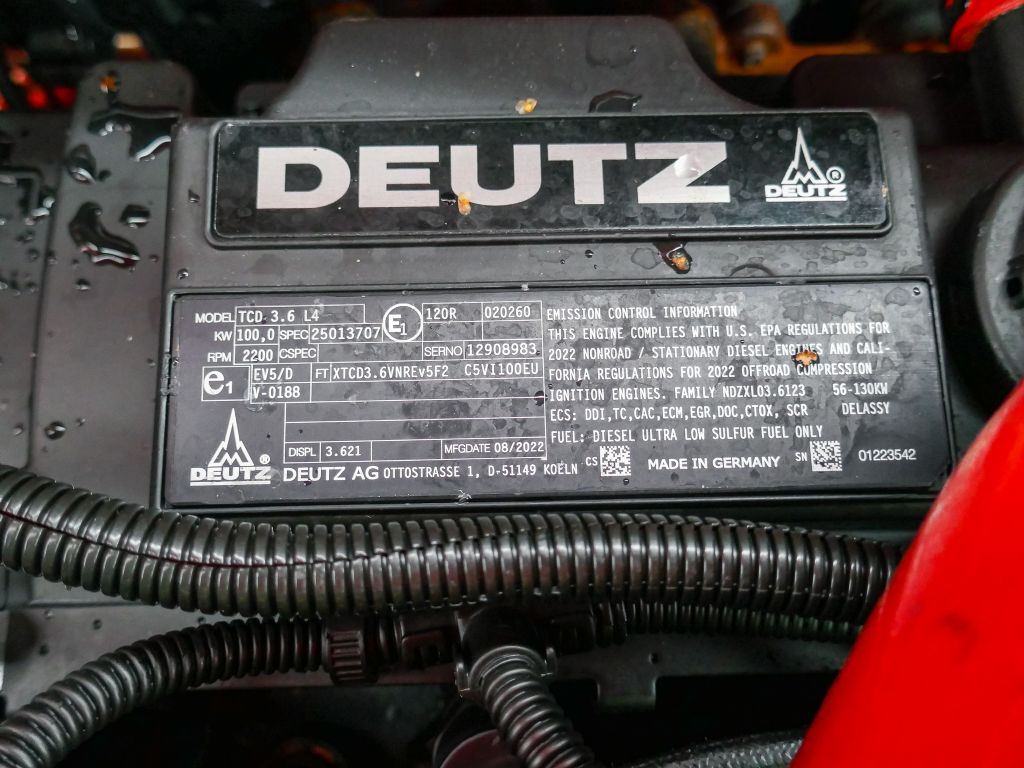 DEUTZ
DEUTZ ®
MODEL TCD 3.6 L4
KW 100,0 SPEC 25013707
RPM 2200 CSPEC
E1 120R 020260
SERNO 12908983
e1 EV5/D FT XTCD3.6VNREv5F2 C5V1100EU
V-0188
DISPL 3.621 MFGDATE 08/2022
DEUTZ ®
DEUTZ AG OTTOSTRASSE 1, D-51149 KOELN
EMISSION CONTROL INFORMATION
THIS ENGINE COMPLIES WITH U.S. EPA REGULATIONS FOR
2022 NONROAD / STATIONARY DIESEL ENGINES AND CALI-
FORNIA REGULATIONS FOR 2022 OFFROAD COMPRESSION
IGNITION ENGINES. FAMILY NDZXL03.6123 56-130KW
ECS: DDI,TC,CAC,ECM,EGR,DOC,CTOX, SCR DELASSY
FUEL: DIESEL ULTRA LOW SULFUR FUEL ONLY
CS MADE IN GERMANY SN 01223542